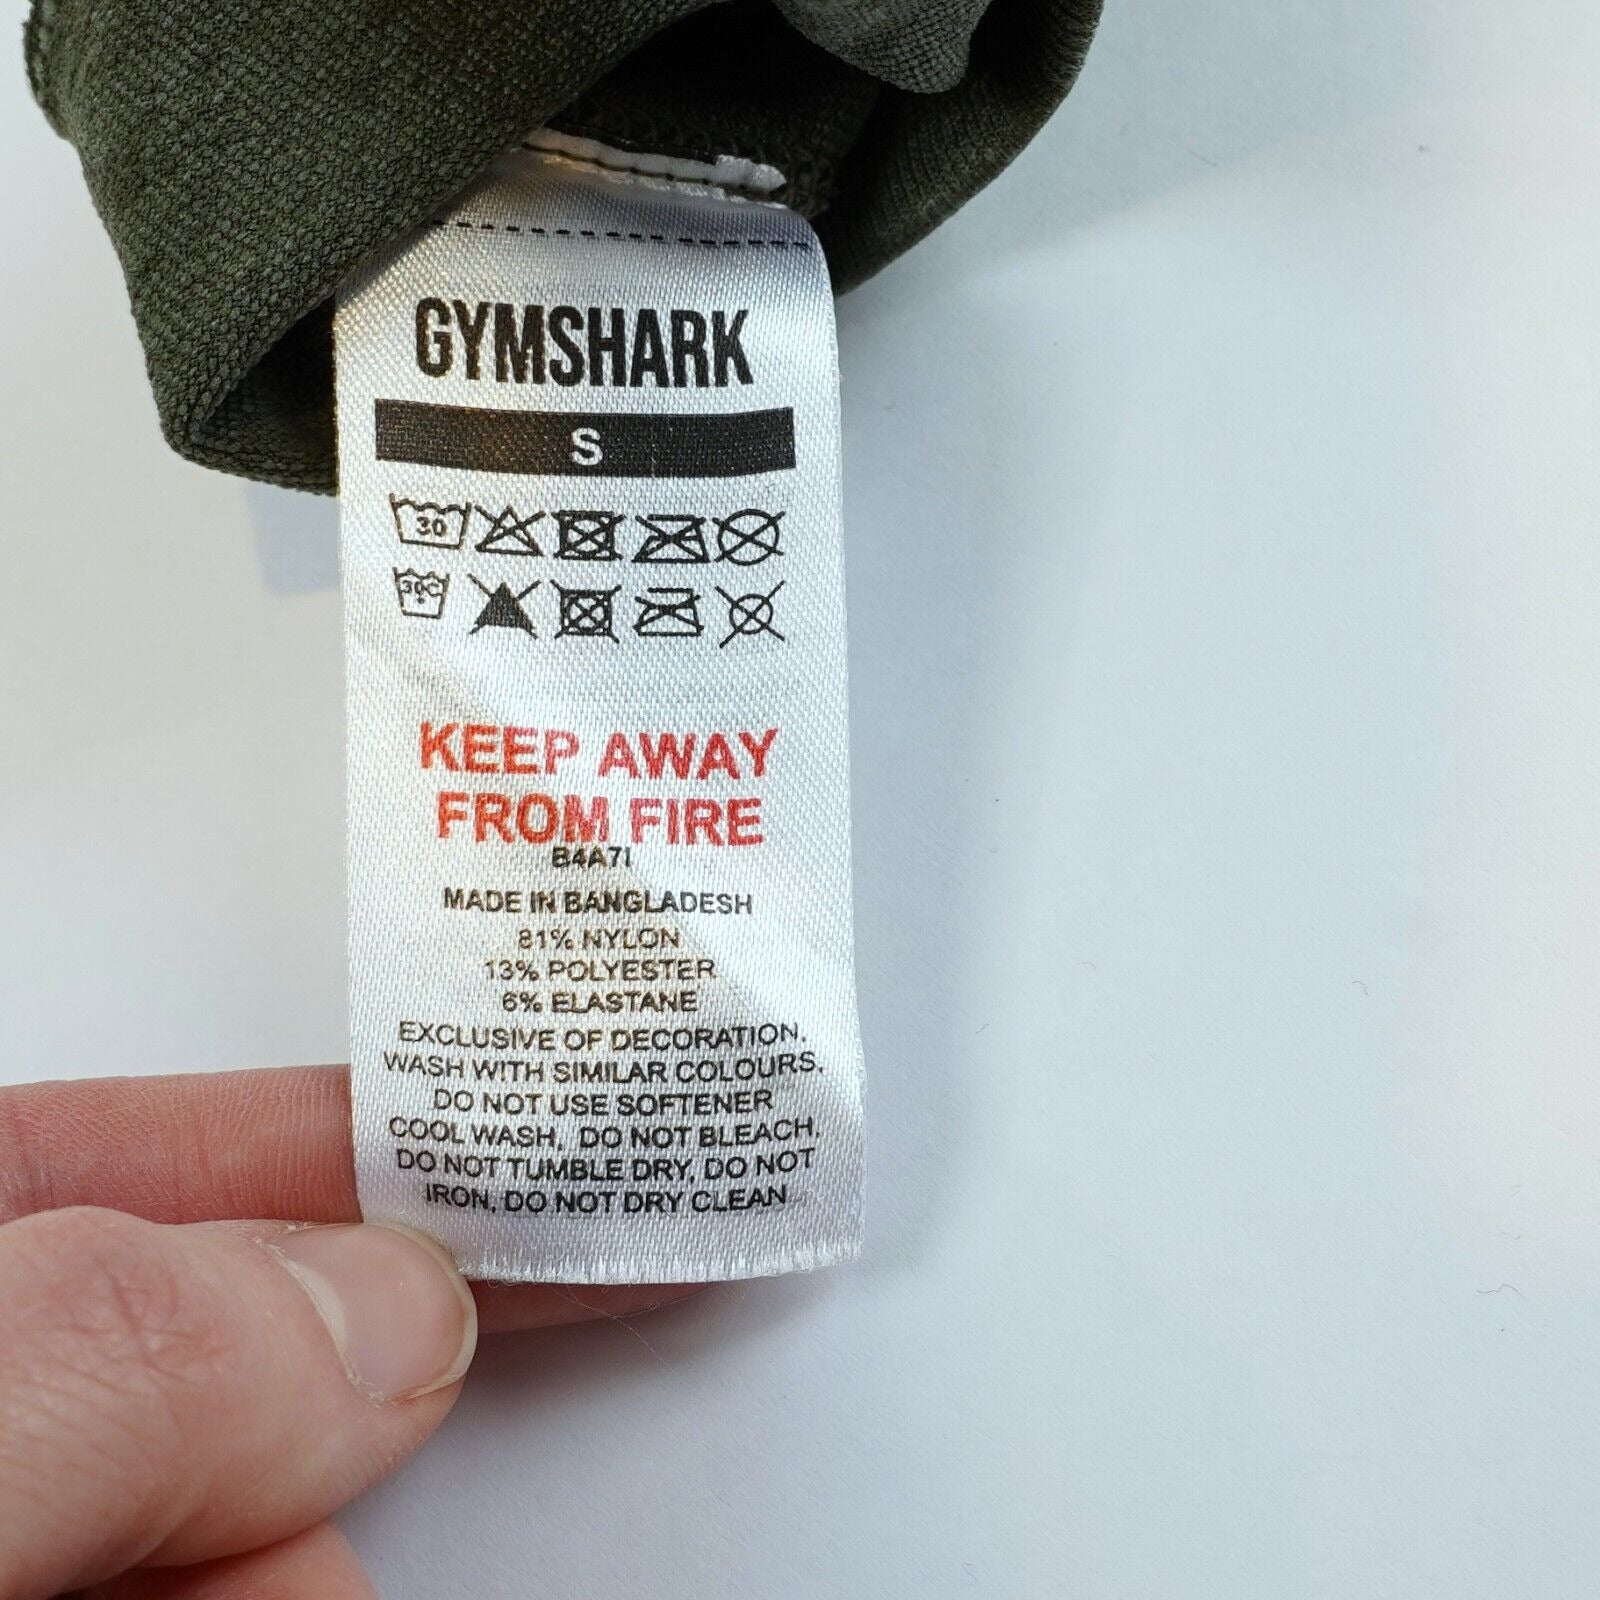 GYMSHARK
S
30
30C
KEEP AWAY
FROM FIRE
B4A7I
MADE IN BANGLADESH
81% NYLON
13% POLYESTER
6% ELASTANE
EXCLUSIVE OF DECORATION.
WASH WITH SIMILAR COLOURS.
DO NOT USE SOFTENER
COOL WASH, DO NOT BLEACH.
DO NOT TUMBLE DRY, DO NOT
IRON, DO NOT DRY CLEAN